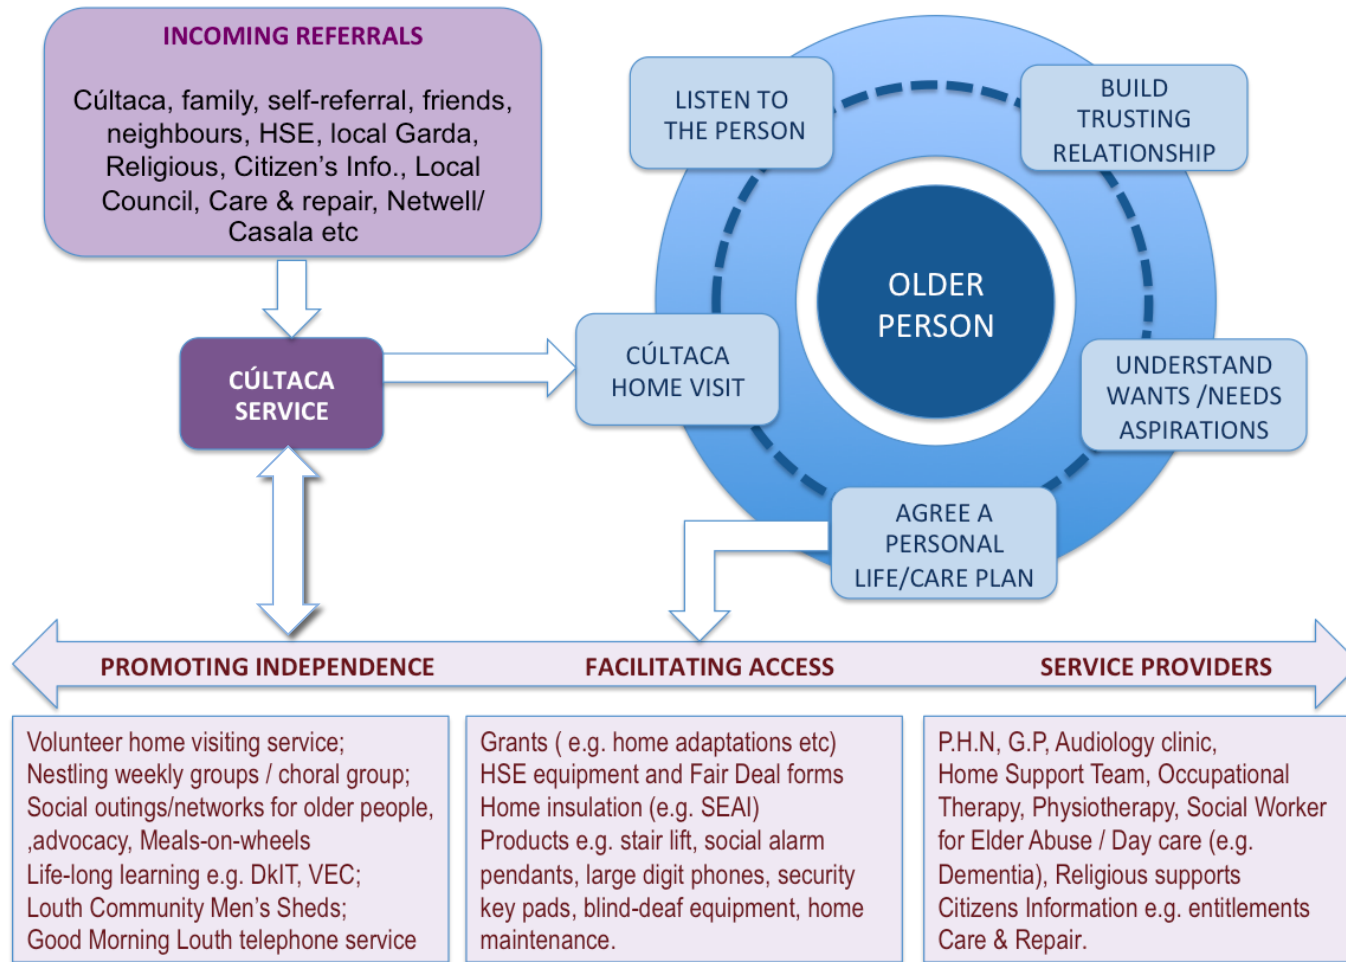 INCOMING REFERRALS
Cúltaca, family, self-referral, friends,
neighbours, HSE, local Garda,
Religious, Citizen's Info., Local
Council, Care & repair, Netwell/
Casala etc
CÚLTACA
SERVICE
CÚLTACA
HOME VISIT
LISTEN TO
THE PERSON
BUILD
TRUSTING
RELATIONSHIP
OLDER
PERSON
UNDERSTAND
WANTS /NEEDS
ASPIRATIONS
AGREE A
PERSONAL
LIFE/CARE PLAN
PROMOTING INDEPENDENCE
FACILITATING ACCESS
SERVICE PROVIDERS
Volunteer home visiting service;
Nestling weekly groups / choral group;
Social outings/networks for older people,
,advocacy, Meals-on-wheels
Life-long learning e.g. DkIT, VEC;
Louth Community Men's Sheds;
Good Morning Louth telephone service
Grants ( e.g. home adaptations etc)
HSE equipment and Fair Deal forms
Home insulation (e.g. SEAI)
Products e.g. stair lift, social alarm
pendants, large digit phones, security
key pads, blind-deaf equipment, home
maintenance.
P.H.N, G.P, Audiology clinic,
Home Support Team, Occupational
Therapy, Physiotherapy, Social Worker
for Elder Abuse / Day care (e.g.
Dementia), Religious supports
Citizens Information e.g. entitlements
Care & Repair.